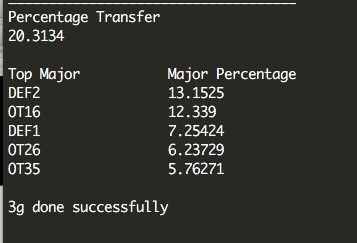 Percentage Transfer
20.3134
Top Major Major Percentage
DEF2 13.1525
OT16 12.339
DEF1 7.25424
OT26 6.23729
OT35 5.76271
3g done successfully